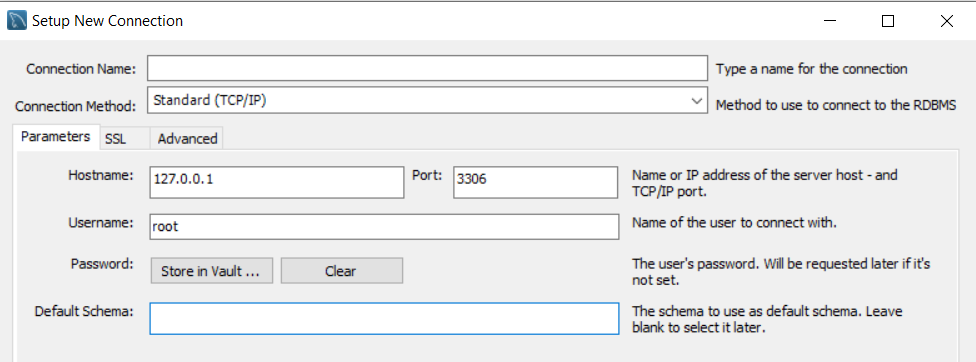 Setup New Connection
Connection Name: Type a name for the connection
Connection Method: Standard (TCP/IP) Method to use to connect to the RDBMS
Parameters SSL Advanced
Hostname: 127.0.0.1 Port: 3306 Name or IP address of the server host - and
TCP/IP port.
Username: root Name of the user to connect with.
Password: Store in Vault ... Clear The user's password. Will be requested later if it's
not set.
Default Schema: The schema to use as default schema. Leave
blank to select it later.